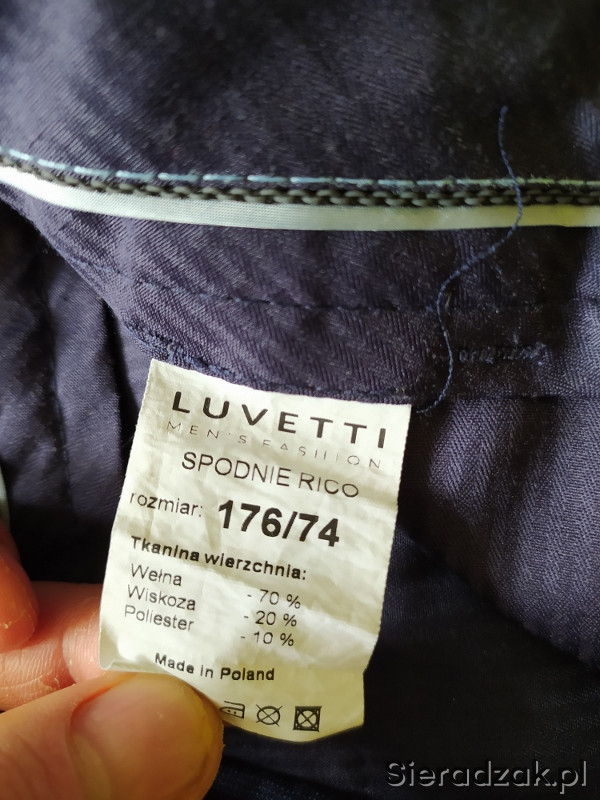 LUVETTI
MEN'S FASHION
SPODNIE RICO
rozmiar: 176/74
Tkanina wierzchnia:
Wełna - 70 %
Wiskoza - 20 %
Poliester - 10 %
Made in Poland
Sieradzak.pl